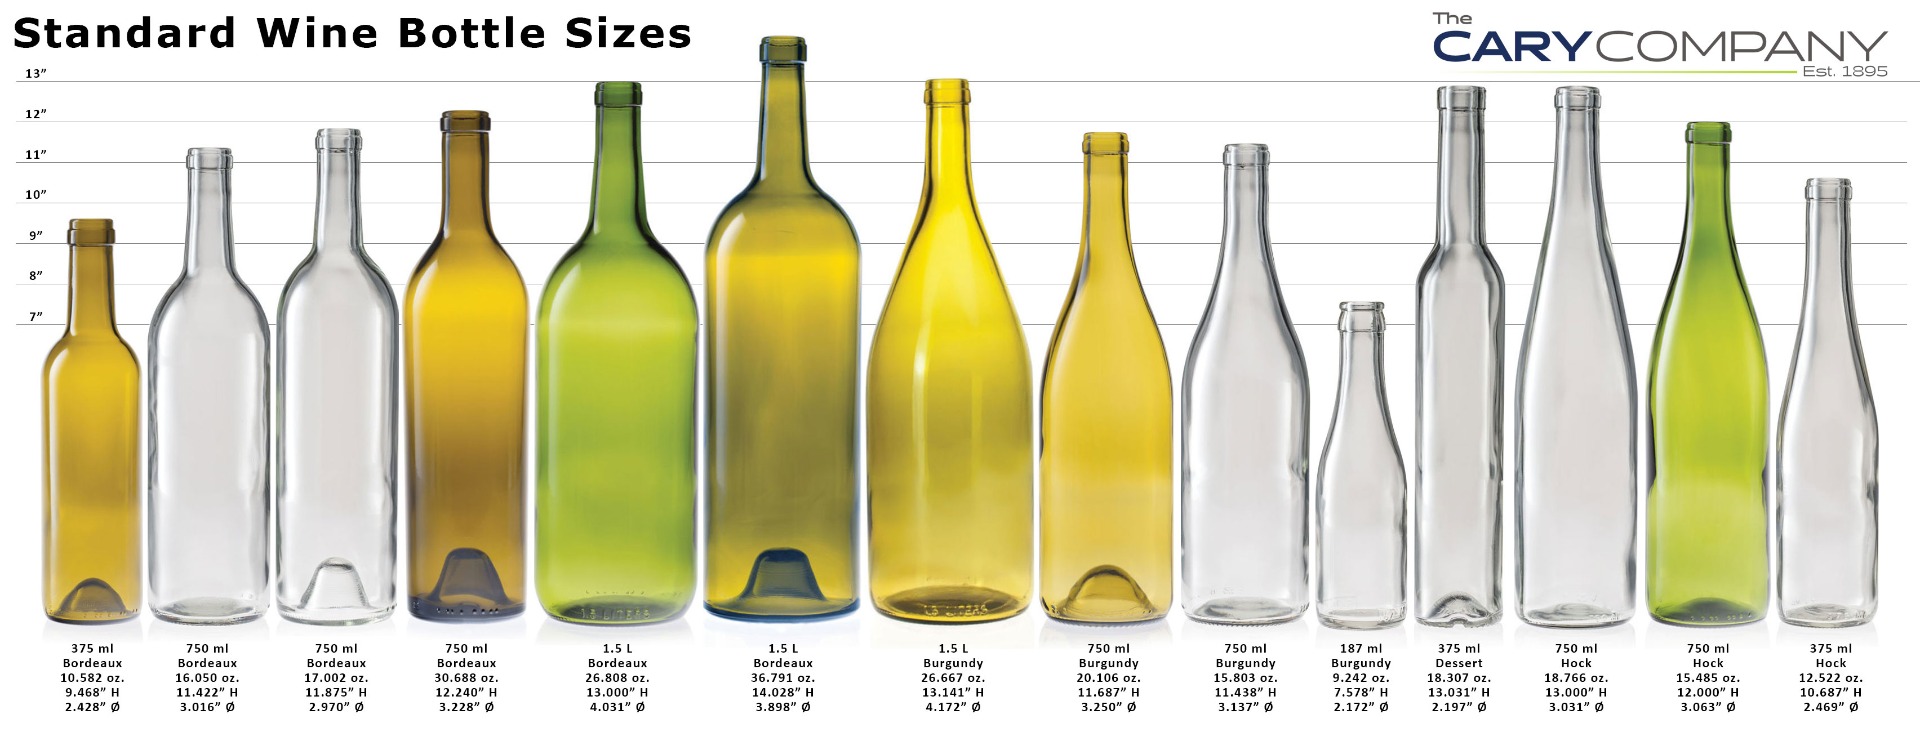 Standard Wine Bottle Sizes
The
CARYCOMPANY
Est. 1895
13”
12”
11”
10”
9”
8”
7”
1.5 LITERS
1.5 LITERS
375 ml
Bordeaux
10.582 oz.
9.468” H
2.428” Ø
750 ml
Bordeaux
16.050 oz.
11.422” H
3.016” Ø
750 ml
Bordeaux
17.002 oz.
11.875” H
2.970” Ø
750 ml
Bordeaux
30.688 oz.
12.240” H
3.228” Ø
1.5 L
Bordeaux
26.808 oz.
13.000” H
4.031” Ø
1.5 L
Bordeaux
36.791 oz.
14.028” H
3.898” Ø
1.5 L
Burgundy
26.667 oz.
13.141” H
4.172” Ø
750 ml
Burgundy
20.106 oz.
11.687” H
3.250” Ø
750 ml
Burgundy
15.803 oz.
11.438” H
3.137” Ø
187 ml
Burgundy
9.242 oz.
7.578” H
2.172” Ø
375 ml
Dessert
18.307 oz.
13.031” H
2.197” Ø
750 ml
Hock
18.766 oz.
13.000” H
3.031” Ø
750 ml
Hock
15.485 oz.
12.000” H
3.063” Ø
375 ml
Hock
12.522 oz.
10.687” H
2.469” Ø